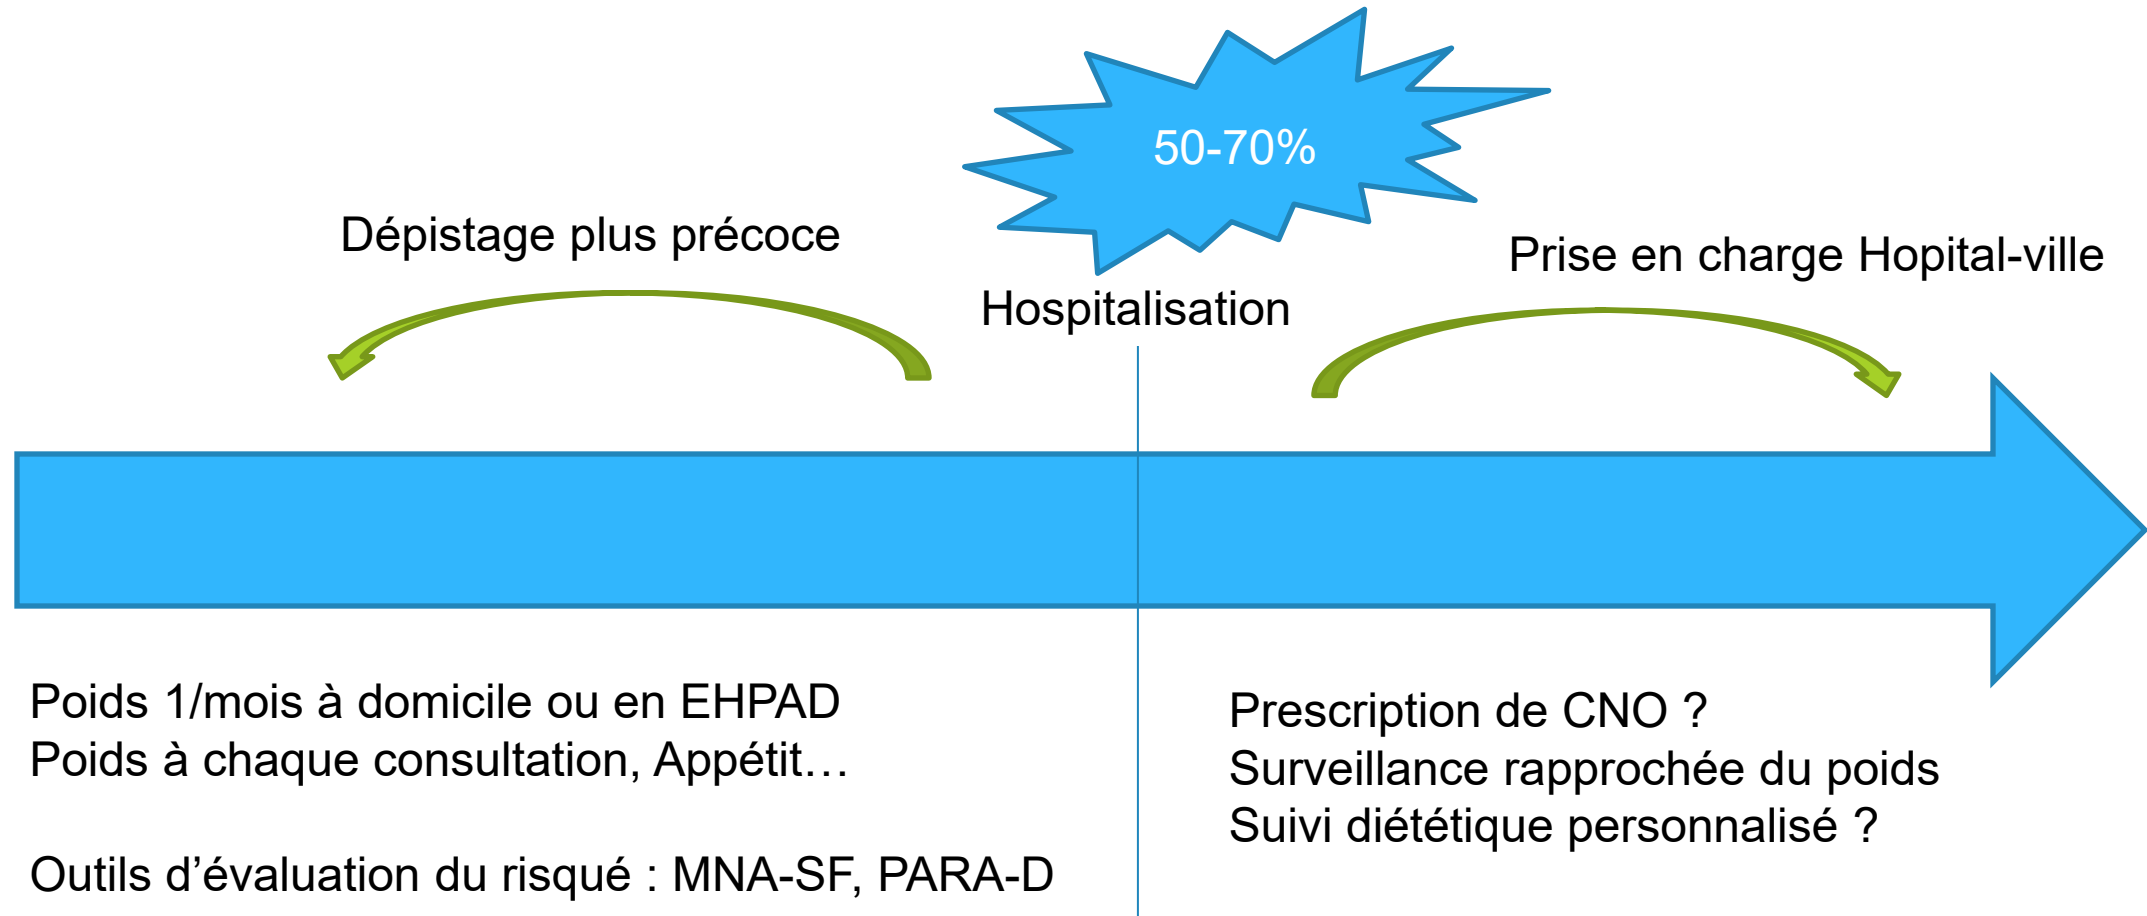 50-70%
Dépistage plus précoce
Prise en charge Hopital-ville
Hospitalisation
Poids 1/mois à domicile ou en EHPAD
Poids à chaque consultation, Appétit…
Outils d’évaluation du risqué : MNA-SF, PARA-D
Prescription de CNO ?
Surveillance rapprochée du poids
Suivi diététique personnalisé ?